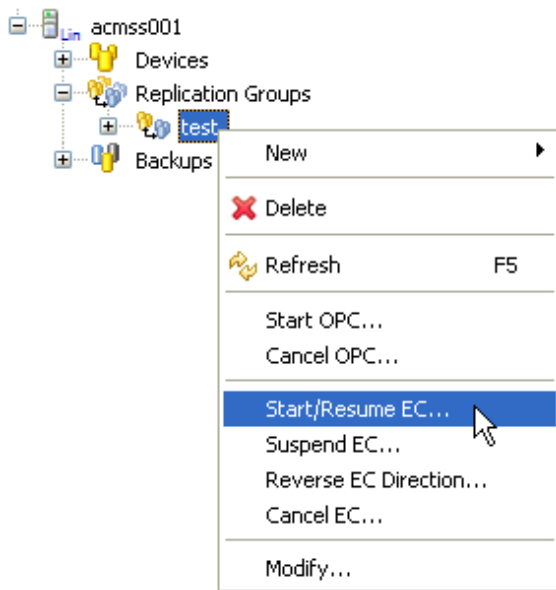 acmss001
Lin
Devices
Replication Groups
test
Backups
New
Delete
Refresh F5
Start OPC...
Cancel OPC...
Start/Resume EC...
Suspend EC...
Reverse EC Direction...
Cancel EC...
Modify...